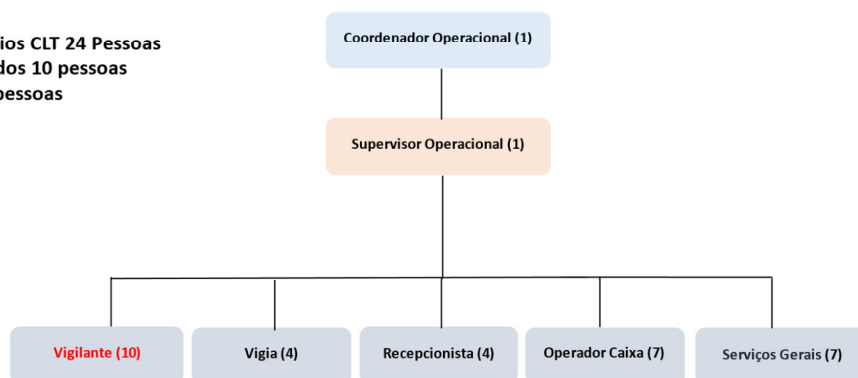 ios CLT 24 Pessoas
dos 10 pessoas
pessoas
Coordenador Operacional (1)
Supervisor Operacional (1)
Vigilante (10)
Vigia (4)
Recepcionista (4)
Operador Caixa (7)
Serviços Gerais (7)